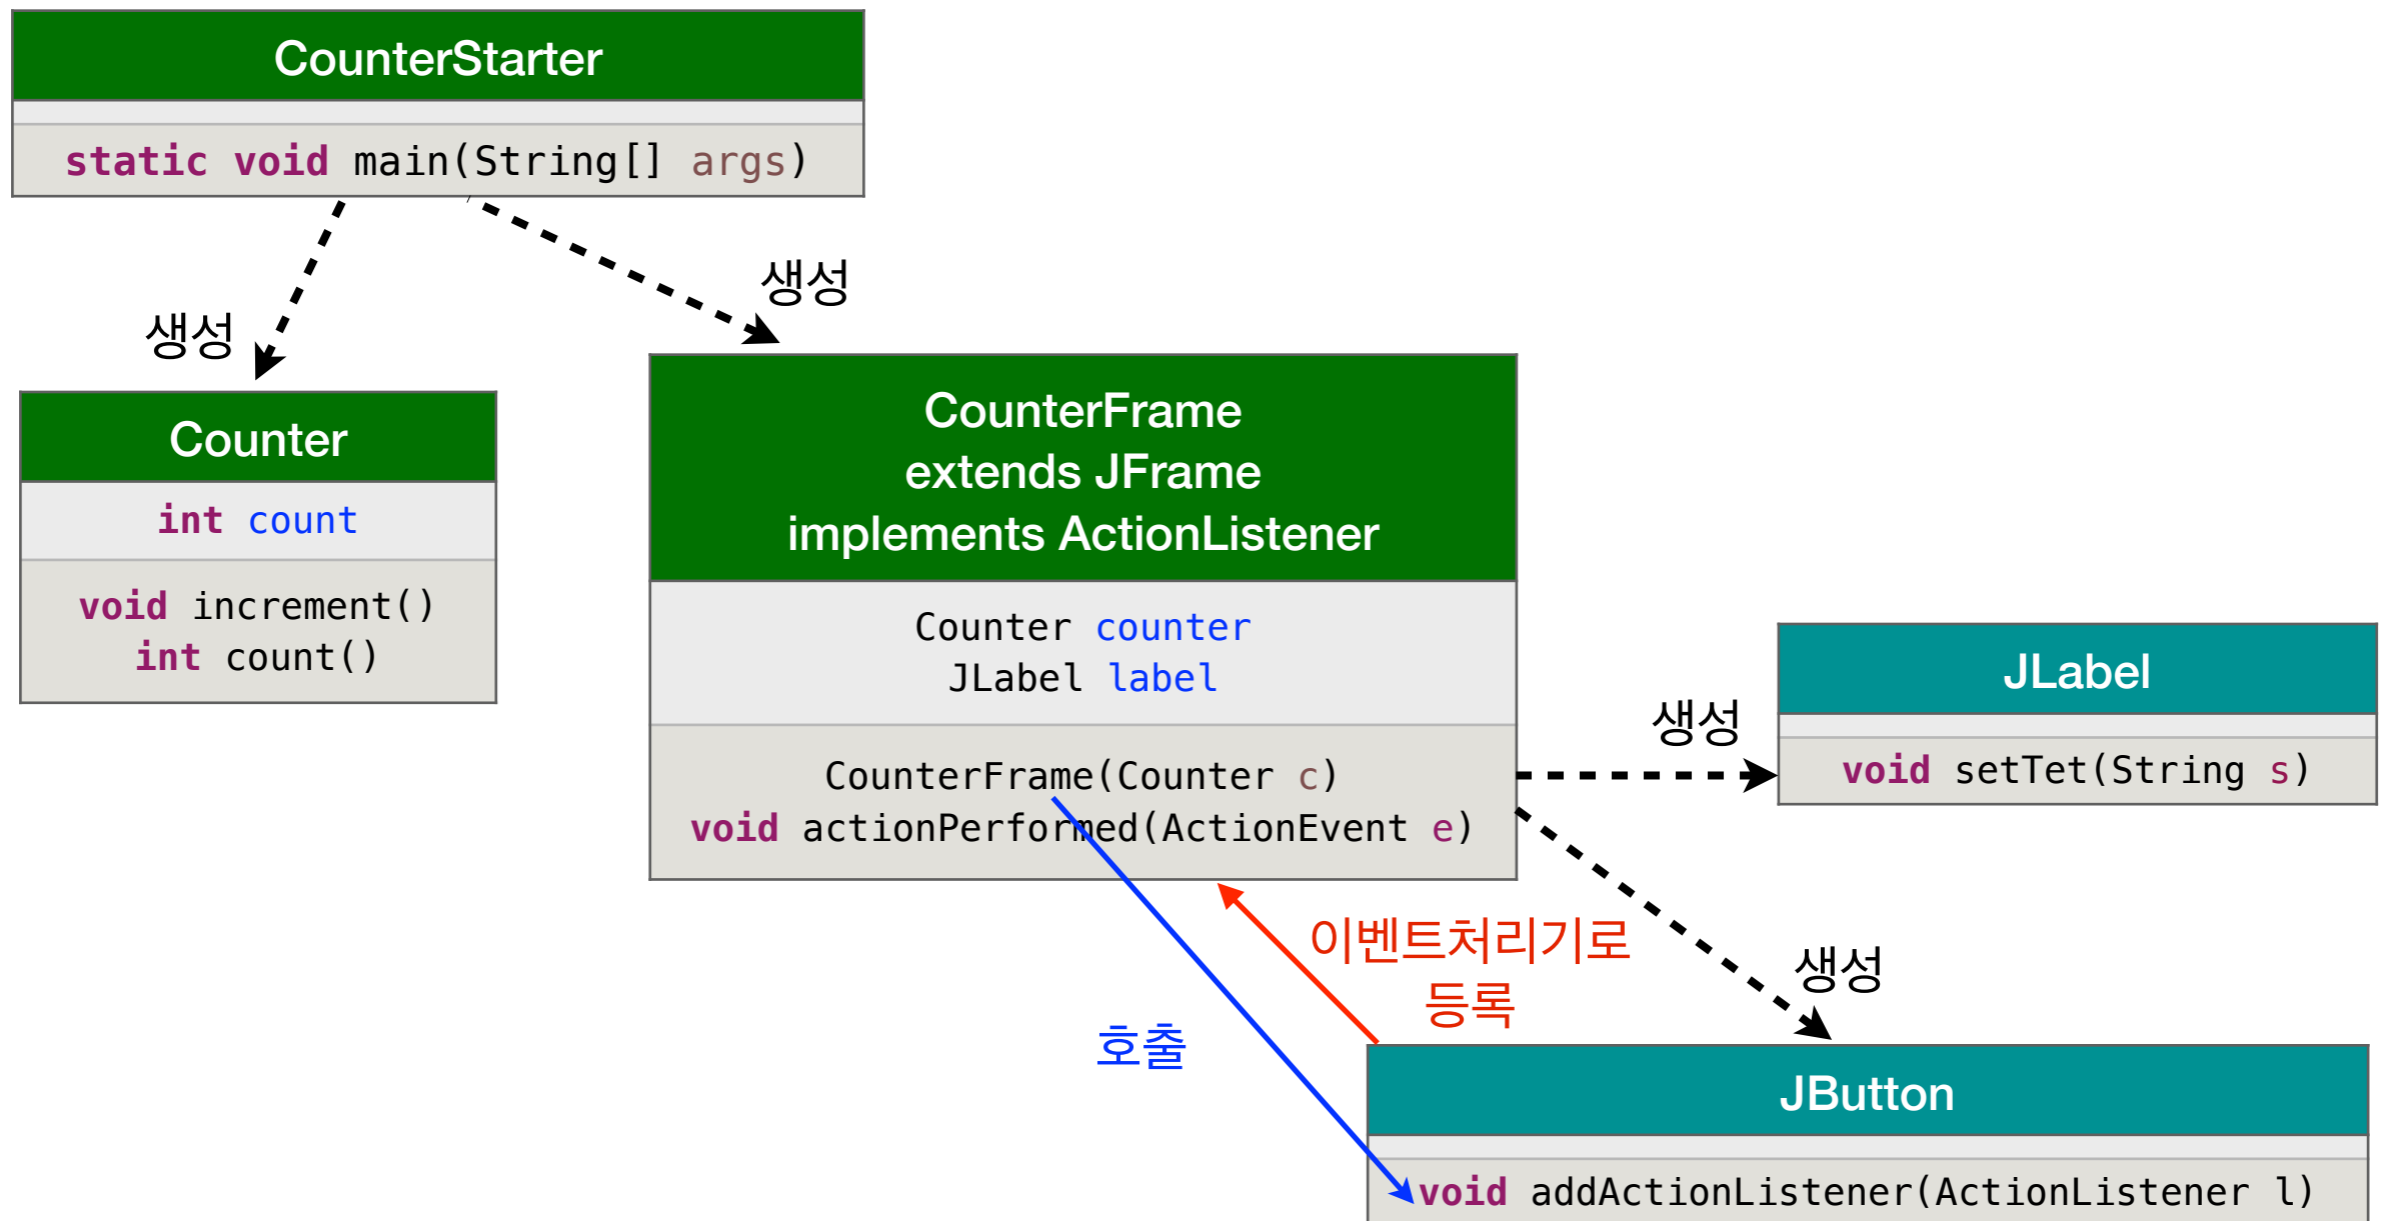 CounterStarter
static void main(String[] args)
생성
생성
Counter
int count
void increment()
int count()
CounterFrame
extends JFrame
implements ActionListener
Counter counter
JLabel label
CounterFrame(Counter c)
void actionPerformed(ActionEvent e)
생성
JLabel
void setTet(String s)
이벤트처리기로
등록
호출
생성
JButton
void addActionListener(ActionListener l)